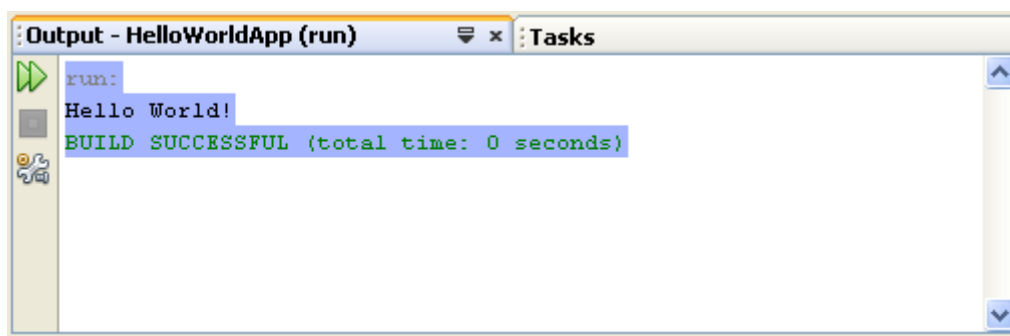 Output - HelloWorldApp (run)
Tasks
run:
Hello World!
BUILD SUCCESSFUL (total time: 0 seconds)